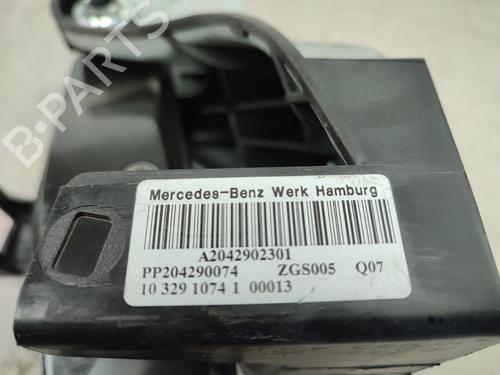 B-PARTS
Mercedes-Benz Werk Hamburg
A2042902301
PP204290074 ZGS005 Q07
10 329 1074 1 00013